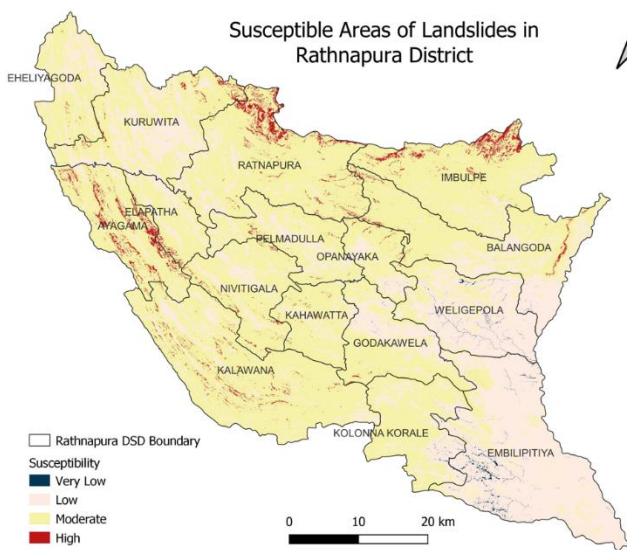 Susceptible Areas of Landslides in
Rathnapura District
EHELIYAGODA
KURUWITA
RATNAPURA
IMBULPE
ELAPATHA
AYAGAMA
PELMADULLA
OPANAYAKA
BALANGODA
NIVITIGALA
KAHAWATTA
WELIGEPOLA
GODAKAWELA
KALAWANA
KOLONNA KORALE
EMBILIPITIYA
Rathnapura DSD Boundary
Susceptibility
Very Low
Low
Moderate
High
0 10 20 km